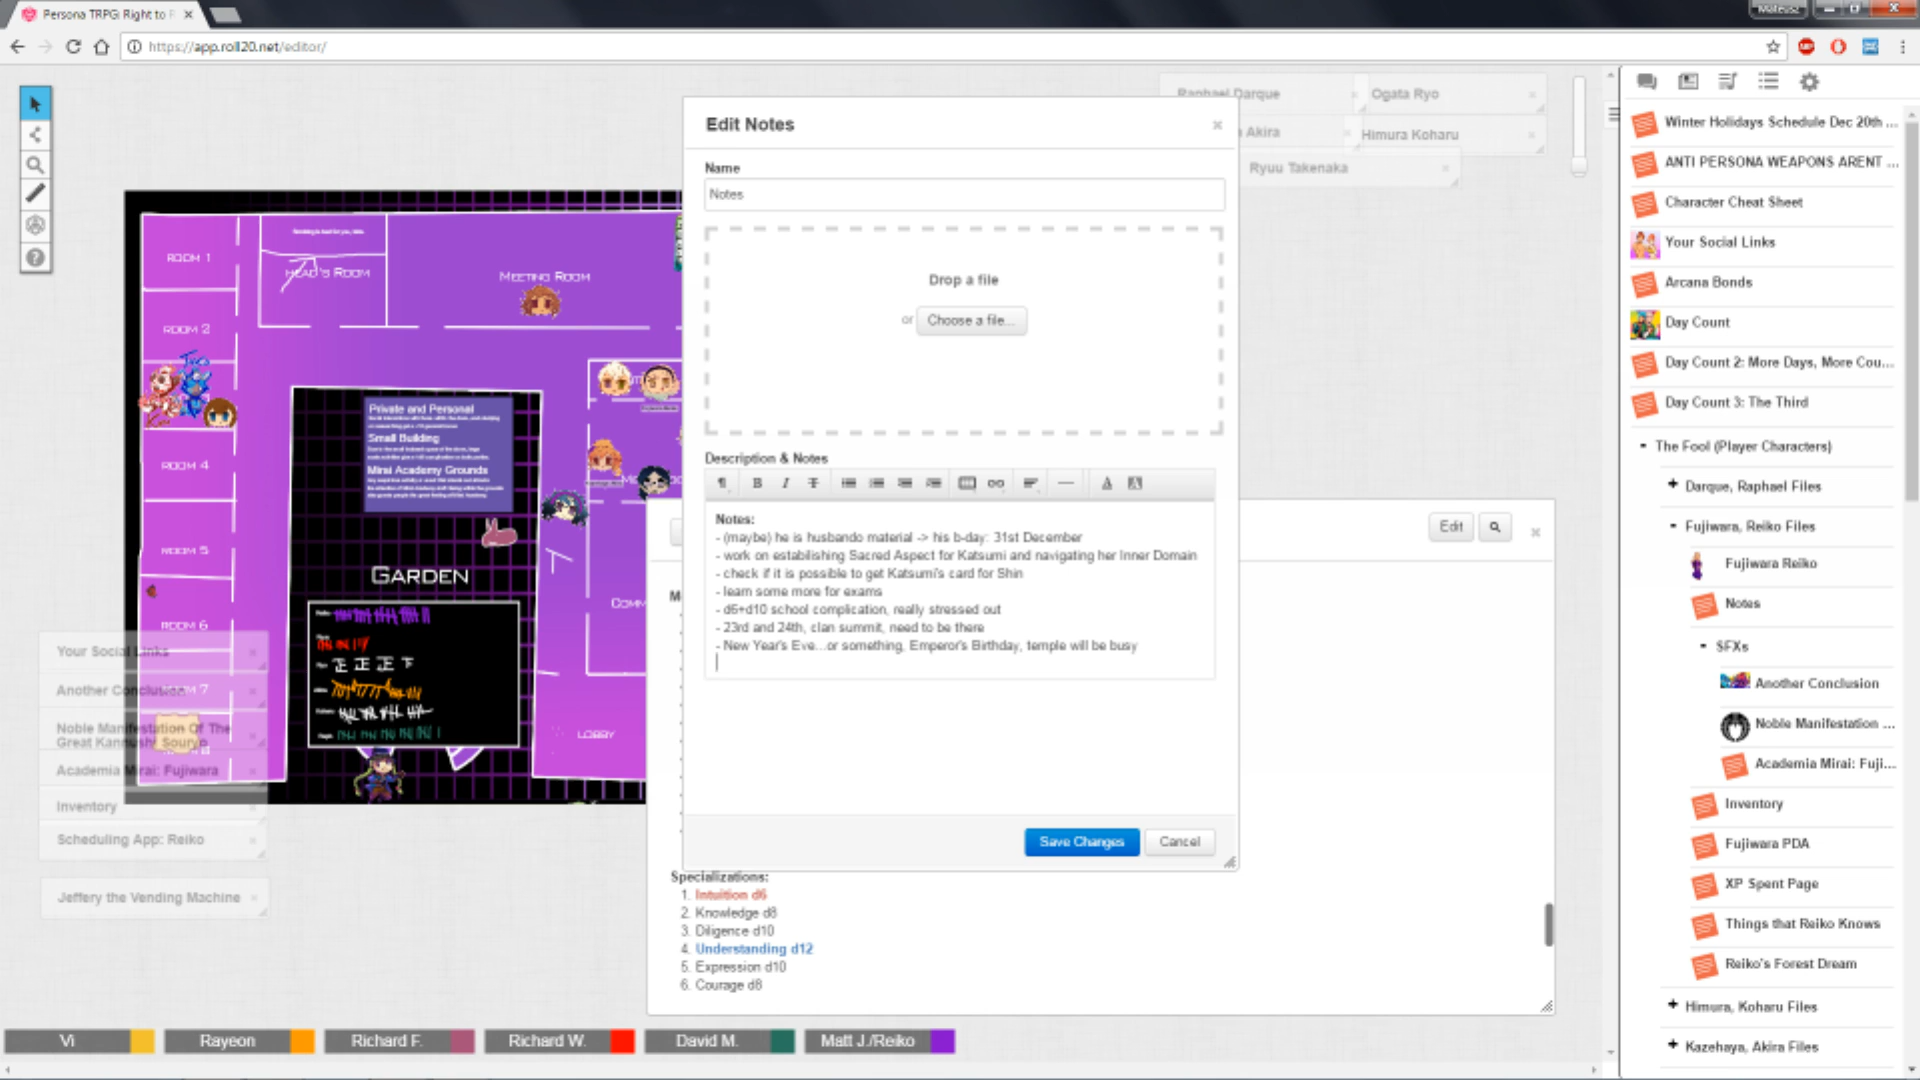 Persona TRPG: Right to R
Mateusz
https://app.roll20.net/editor/
Raphael Darque
Ogata Ryo
Akira
Himura Koharu
Ryuu Takenaka
Edit Notes
Name
Notes
Drop a file
or Choose a file...
Description & Notes
Notes:
- (maybe) he is husbando material -> his b-day: 31st December
- work on estabilishing Sacred Aspect for Katsumi and navigating her Inner Domain
- check if it is possible to get Katsumi's card for Shin
- learn some more for exams
- d6+d10 school complication, really stressed out
- 23rd and 24th, clan summit, need to be there
- New Year's Eve...or something, Emperor's Birthday, temple will be busy
Save Changes
Cancel
Edit
Specializations:
1. Intuition d6
2. Knowledge d8
3. Diligence d10
4. Understanding d12
5. Expression d10
6. Courage d8
Room 1
Head's Room
Meeting Room
Room 2
Room 4
Room 5
Room 6
Private and Personal
Small Building
Mirai Academy Grounds
Garden
Comm
Lobby
Your Social Links
Another Conclusion
Noble Manifestation Of The
Great Kannushi Souryo
Academia Mirai: Fujiwara
Inventory
Scheduling App: Reiko
Jeffery the Vending Machine
Vi
Rayeon
Richard F.
Richard W.
David M.
Matt J./Reiko
Winter Holidays Schedule Dec 20th ...
ANTI PERSONA WEAPONS ARENT ...
Character Cheat Sheet
Your Social Links
Arcana Bonds
Day Count
Day Count 2: More Days, More Cou...
Day Count 3: The Third
The Fool (Player Characters)
Darque, Raphael Files
Fujiwara, Reiko Files
Fujiwara Reiko
Notes
SFXs
Another Conclusion
Noble Manifestation ...
Academia Mirai: Fuji...
Inventory
Fujiwara PDA
XP Spent Page
Things that Reiko Knows
Reiko's Forest Dream
Himura, Koharu Files
Kazehaya, Akira Files